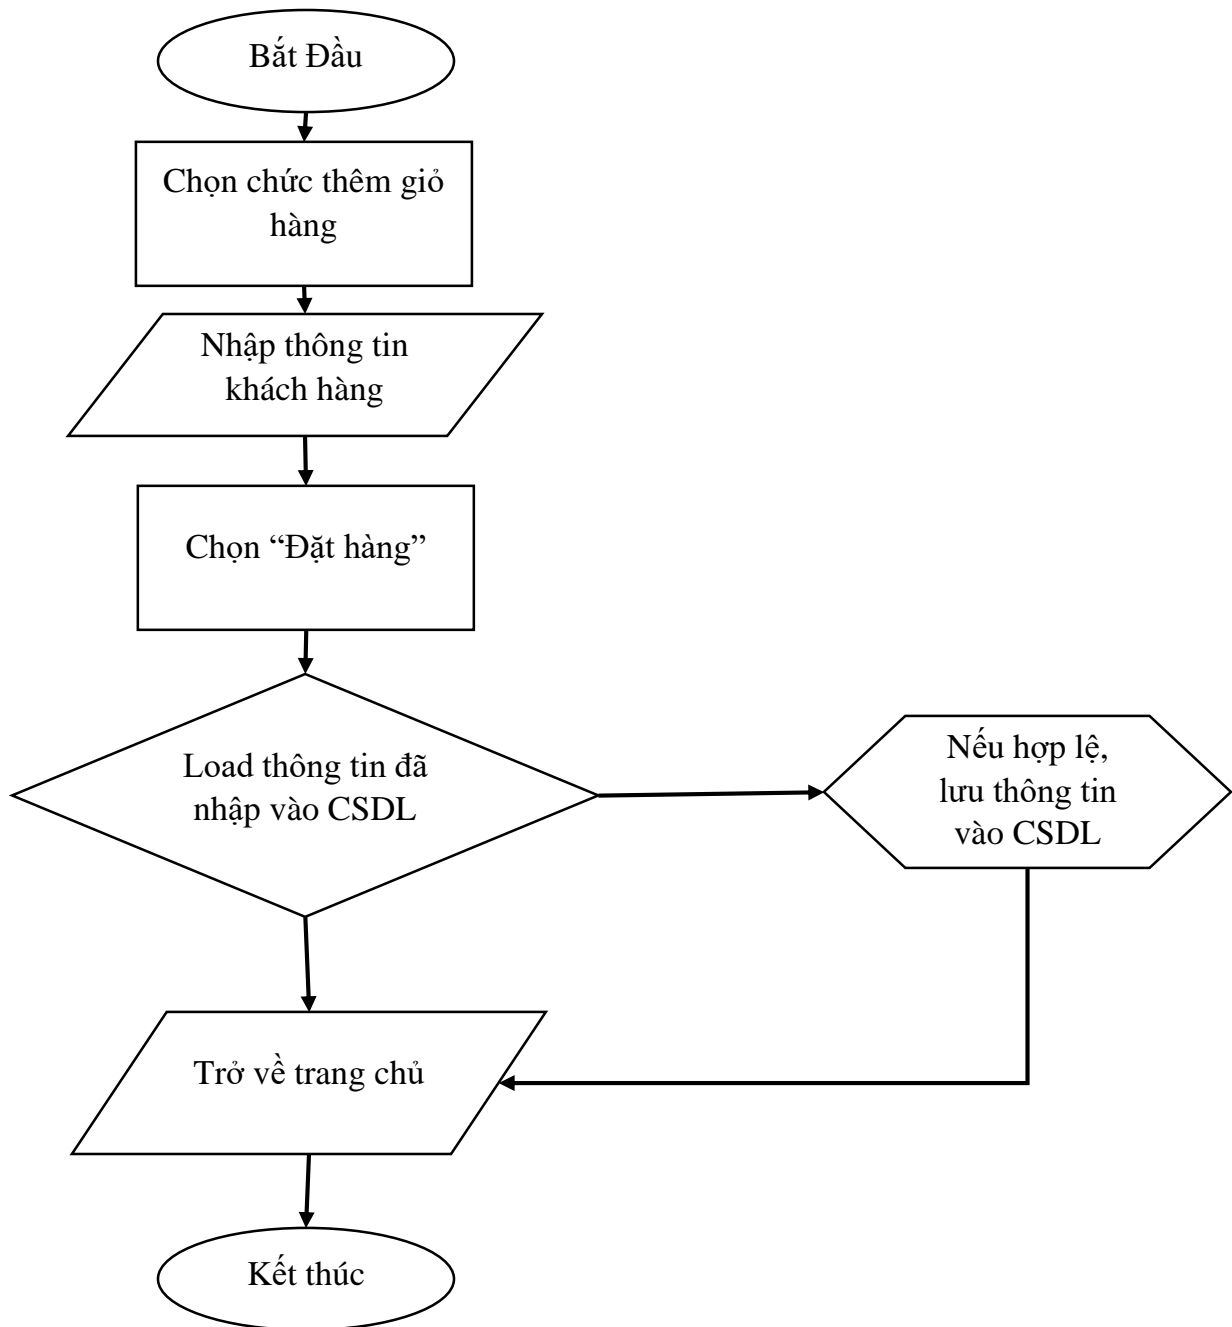 Bắt Đầu
Chọn chức thêm giỏ
hàng
Nhập thông tin
khách hàng
Chọn “Đặt hàng”
Load thông tin đã
nhập vào CSDL
Nếu hợp lệ,
lưu thông tin
vào CSDL
Trở về trang chủ
Kết thúc